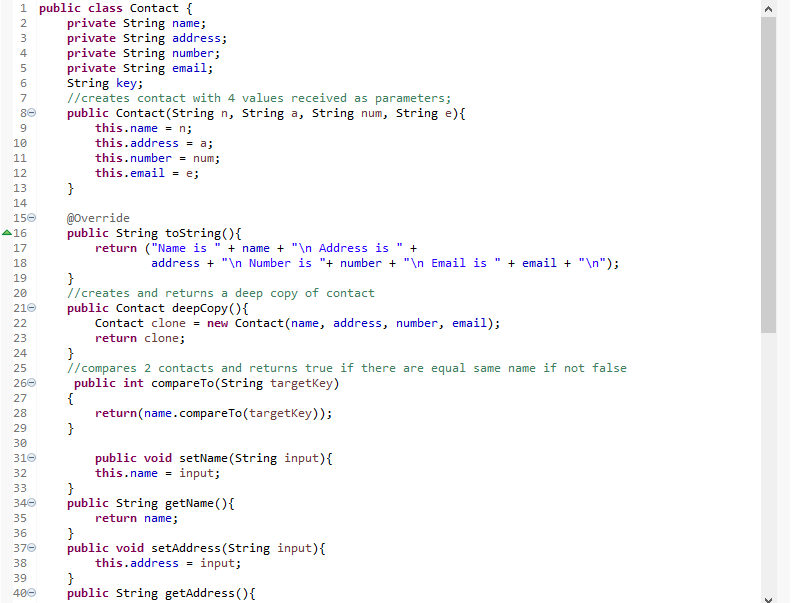 1 public class Contact {
2 private String name;
3 private String address;
4 private String number;
5 private String email;
6 String key;
7 //creates contact with 4 values received as parameters;
8 public Contact(String n, String a, String num, String e){
9 this.name = n;
10 this.address = a;
11 this.number = num;
12 this.email = e;
13 }
14
15 @Override
16 public String toString(){
17 return ("Name is " + name + "\n Address is " +
18 address + "\n Number is "+ number + "\n Email is " + email + "\n");
19 }
20 //creates and returns a deep copy of contact
21 public Contact deepCopy(){
22 Contact clone = new Contact(name, address, number, email);
23 return clone;
24 }
25 //compares 2 contacts and returns true if there are equal same name if not false
26 public int compareTo(String targetKey)
27 {
28 return(name.compareTo(targetKey));
29 }
30
31 public void setName(String input){
32 this.name = input;
33 }
34 public String getName(){
35 return name;
36 }
37 public void setAddress(String input){
38 this.address = input;
39 }
40 public String getAddress(){